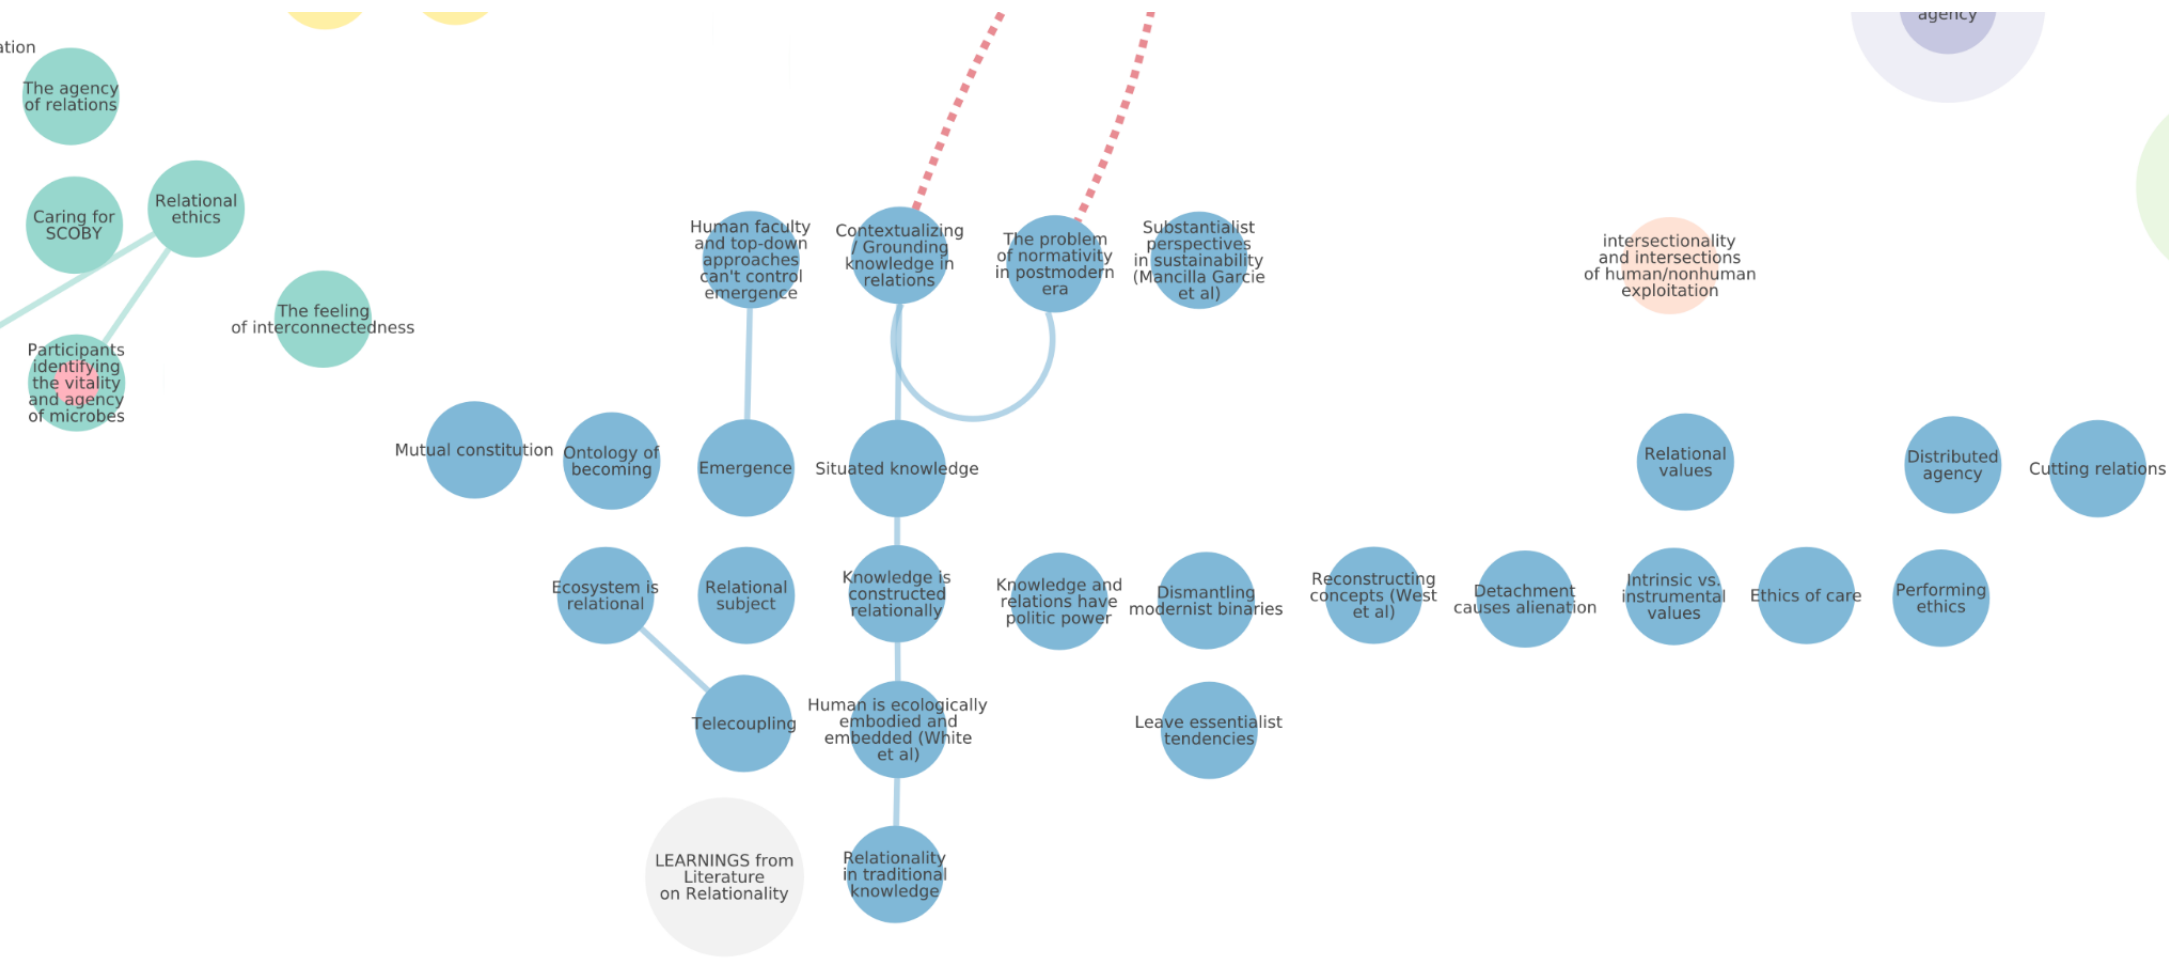 agency
ation
The agency
of relations
Relational
ethics
Caring for
SCOBY
The feeling
of interconnectedness
Participants
identifying
the vitality
and agency
of microbes
Human faculty
and top-down
approaches
can't control
emergence
Contextualizing
/ Grounding
knowledge in
relations
The problem
of normativity
in postmodern
era
Substantialist
perspectives
in sustainability
(Mancilla Garcie
et al)
intersectionality
and intersections
of human/nonhuman
exploitation
Mutual constitution
Ontology of
becoming
Emergence
Situated knowledge
Relational
values
Distributed
agency
Cutting relations
Ecosystem is
relational
Relational
subject
Knowledge is
constructed
relationally
Knowledge and
relations have
politic power
Dismantling
modernist binaries
Reconstructing
concepts (West
et al)
Detachment
causes alienation
Intrinsic vs.
instrumental
values
Ethics of care
Performing
ethics
Telecoupling
Human is ecologically
embodied and
embedded (White
et al)
Leave essentialist
tendencies
LEARNINGS from
Literature
on Relationality
Relationality
in traditional
knowledge